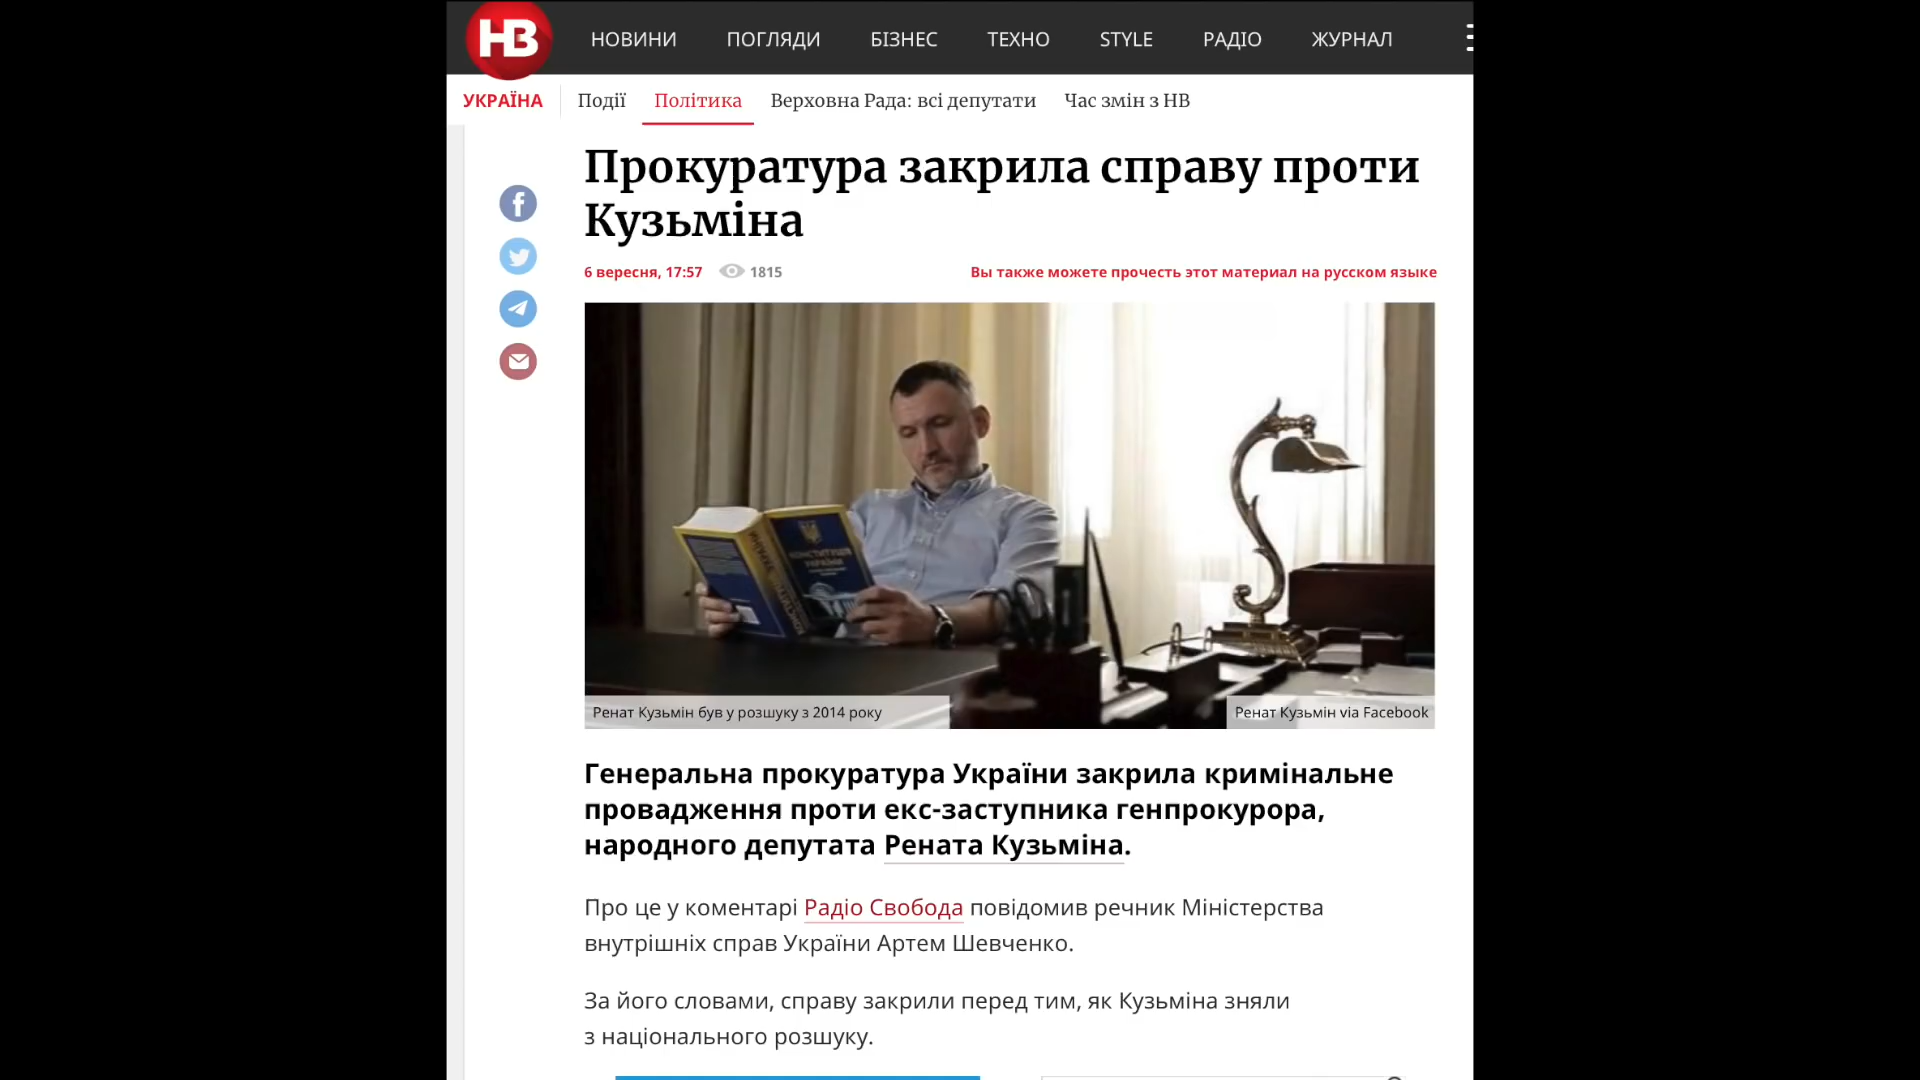 НВ
НОВИНИ ПОГЛЯДИ БІЗНЕС ТЕХНО STYLE РАДІО ЖУРНАЛ
УКРАЇНА Події Політика Верховна Рада: всі депутати Час змін з НВ
Прокуратура закрила справу проти
Кузьміна
6 вересня, 17:57 1815 Вы также можете прочесть этот материал на русском языке
КОНСТИТУЦІЯ
УКРАЇНИ
Ренат Кузьмін був у розшуку з 2014 року
Ренат Кузьмін via Facebook
Генеральна прокуратура України закрила кримінальне
провадження проти екс-заступника генпрокурора,
народного депутата Рената Кузьміна.
Про це у коментарі Радіо Свобода повідомив речник Міністерства
внутрішніх справ України Артем Шевченко.
За його словами, справу закрили перед тим, як Кузьміна зняли
з національного розшуку.